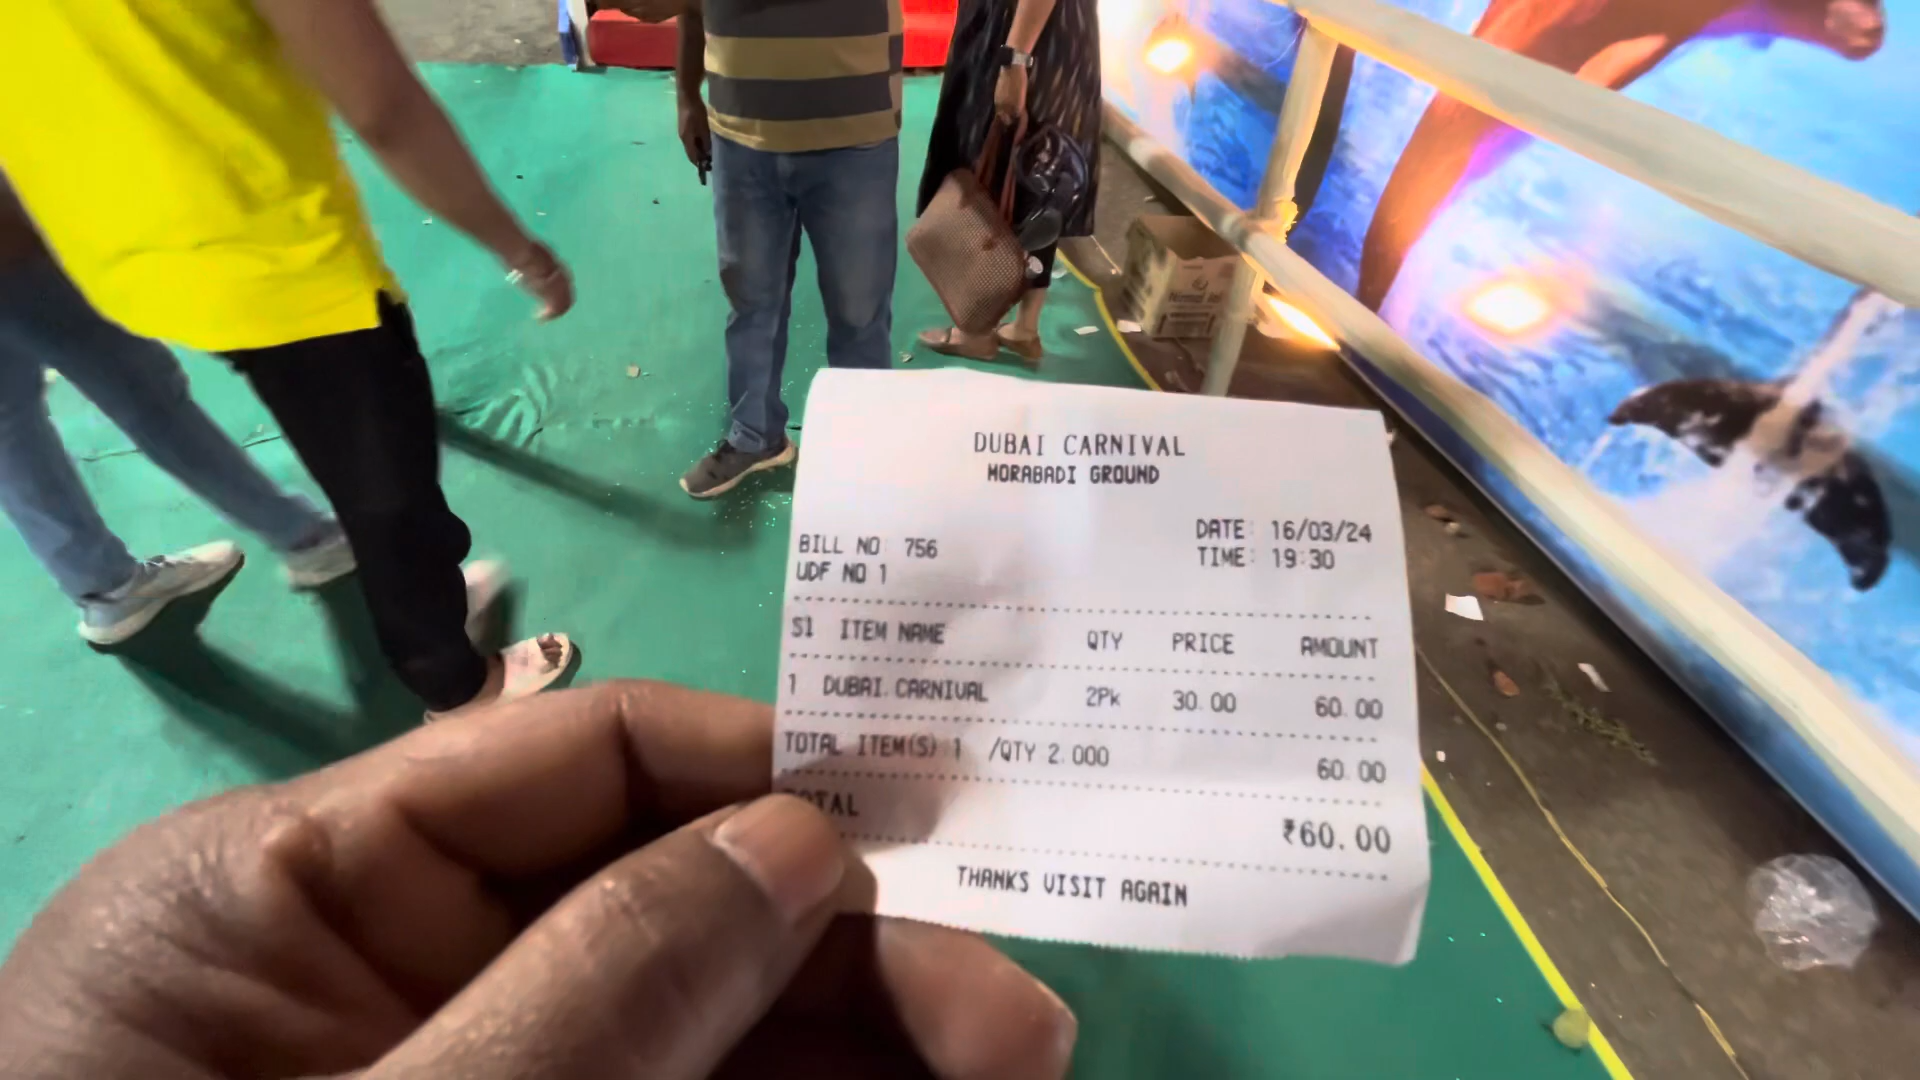 DUBAI CARNIVAL
MORABADI GROUND
BILL NO: 756
UDF NO 1
DATE: 16/03/24
TIME: 19:30
Sl ITEM NAME QTY PRICE AMOUNT
1 DUBAI CARNIVAL 2Pk 30.00 60.00
TOTAL ITEM(S) 1 /QTY 2.000 60.00
TOTAL ₹60.00
THANKS VISIT AGAIN